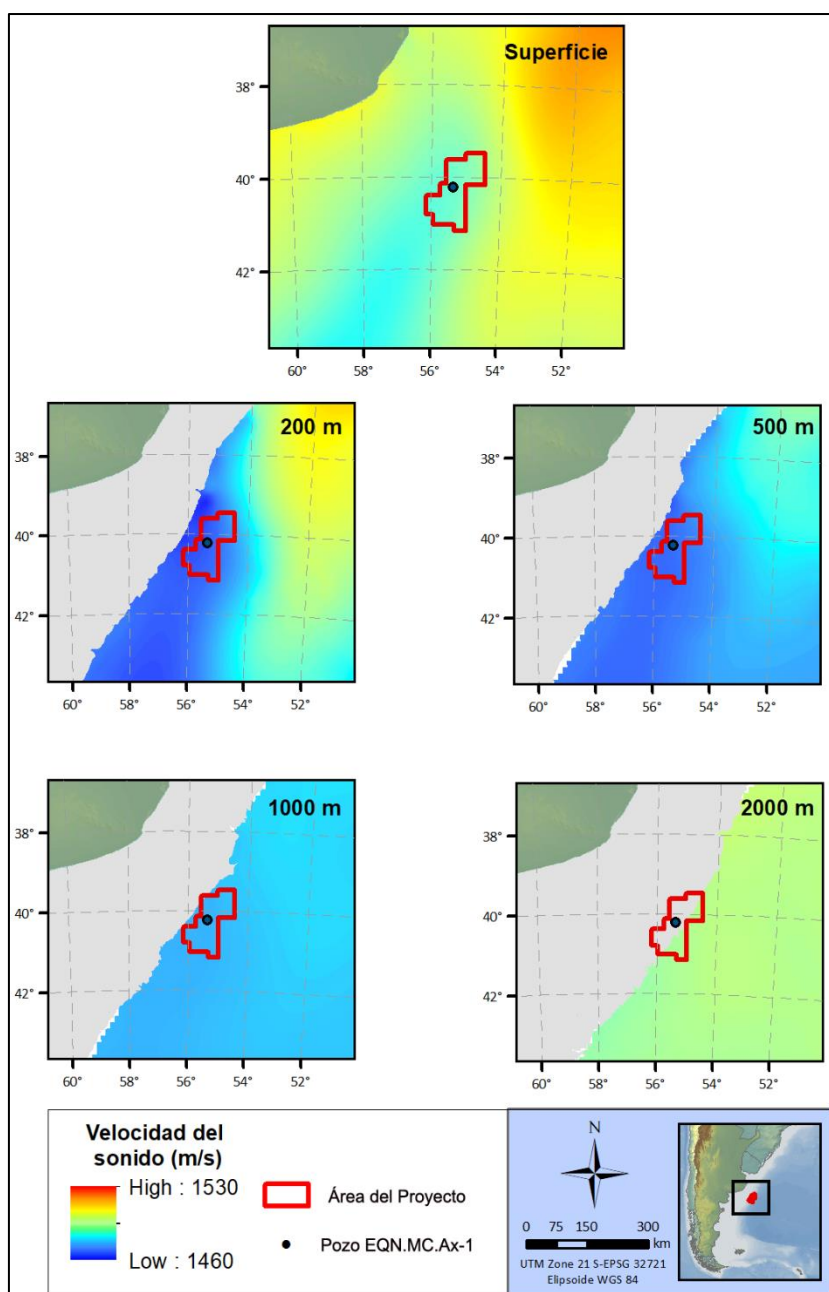 Superficie
38°
40°
42°
60°
58°
56°
54°
52°
200 m
38°
40°
42°
60°
58°
56°
54°
52°
500 m
38°
40°
42°
60°
58°
56°
54°
52°
1000 m
38°
40°
42°
60°
58°
56°
54°
52°
2000 m
38°
40°
42°
60°
58°
56°
54°
52°
Velocidad del
sonido (m/s)
High : 1530
Low : 1460
Área del Proyecto
Pozo EQN.MC.Ax-1
N
0 75 150 300
km
UTM Zone 21 S-EPSG 32721
Elipsoide WGS 84